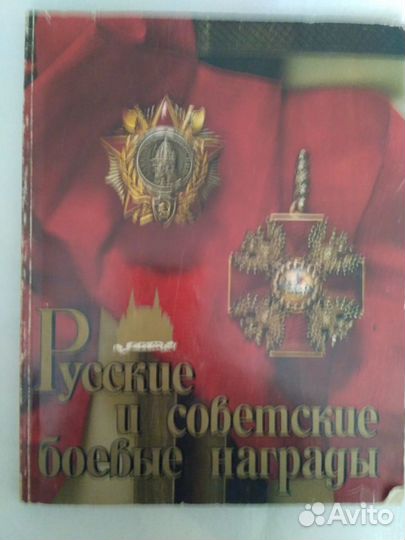 Русские
и советские
боевые награды
Avito